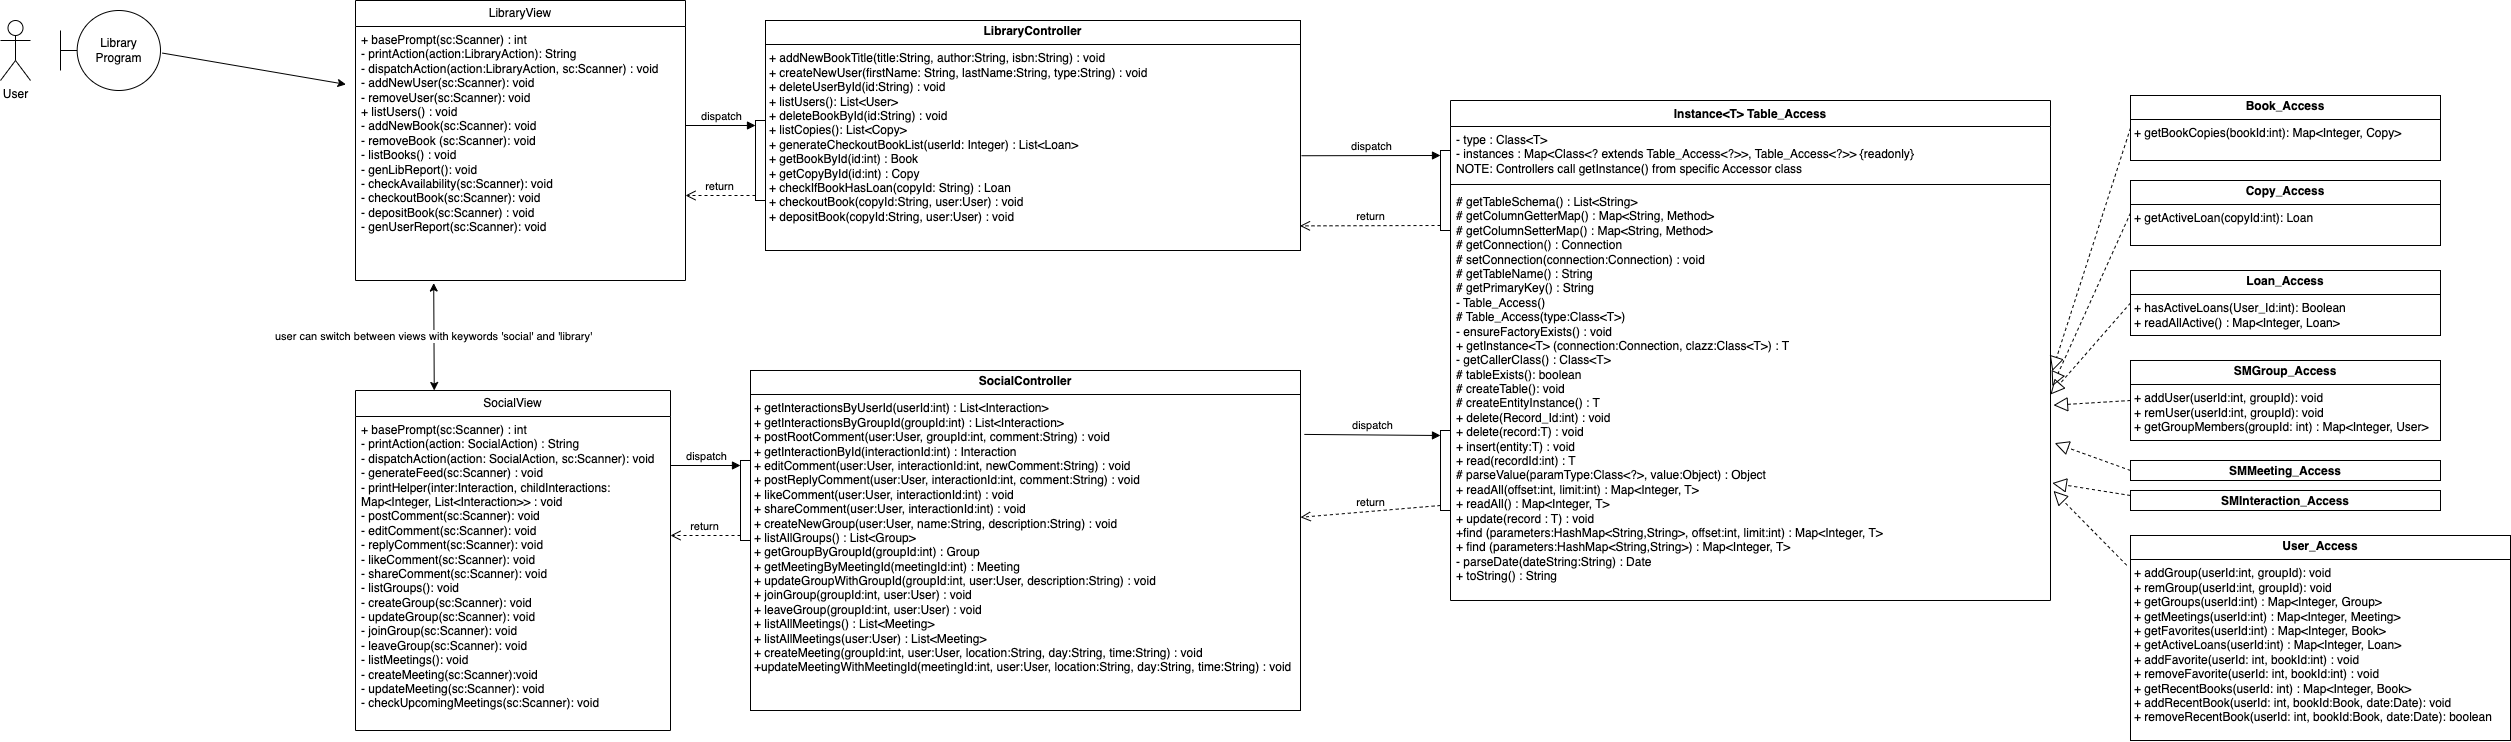 User
Library
Program
LibraryView
+ basePrompt(sc:Scanner) : int
- printAction(action:LibraryAction): String
- dispatchAction(action:LibraryAction, sc:Scanner) : void
- addNewUser(sc:Scanner): void
- removeUser(sc:Scanner): void
+ listUsers() : void
- addNewBook(sc:Scanner): void
- removeBook (sc:Scanner): void
- listBooks() : void
- genLibReport(): void
- checkAvailability(sc:Scanner): void
- checkoutBook(sc:Scanner): void
- depositBook(sc:Scanner) : void
- genUserReport(sc:Scanner): void
dispatch
return
LibraryController
+ addNewBookTitle(title:String, author:String, isbn:String) : void
+ createNewUser(firstName: String, lastName:String, type:String) : void
+ deleteUserById(id:String) : void
+ listUsers(): List<User>
+ deleteBookById(id:String) : void
+ listCopies(): List<Copy>
+ generateCheckoutBookList(userId: Integer) : List<Loan>
+ getBookById(id:int) : Book
+ getCopyById(id:int) : Copy
+ checkIfBookHasLoan(copyId: String) : Loan
+ checkoutBook(copyId:String, user:User) : void
+ depositBook(copyId:String, user:User) : void
dispatch
return
user can switch between views with keywords 'social' and 'library'
SocialView
+ basePrompt(sc:Scanner) : int
- printAction(action: SocialAction) : String
- dispatchAction(action: SocialAction, sc:Scanner): void
- generateFeed(sc:Scanner) : void
- printHelper(inter:Interaction, childInteractions:
Map<Integer, List<Interaction>> : void
- postComment(sc:Scanner): void
- editComment(sc:Scanner): void
- replyComment(sc:Scanner): void
- likeComment(sc:Scanner): void
- shareComment(sc:Scanner): void
- listGroups(): void
- createGroup(sc:Scanner): void
- updateGroup(sc:Scanner): void
- joinGroup(sc:Scanner): void
- leaveGroup(sc:Scanner): void
- listMeetings(): void
- createMeeting(sc:Scanner):void
- updateMeeting(sc:Scanner): void
- checkUpcomingMeetings(sc:Scanner): void
dispatch
return
SocialController
+ getInteractionsByUserId(userId:int) : List<Interaction>
+ getInteractionsByGroupId(groupId:int) : List<Interaction>
+ postRootComment(user:User, groupId:int, comment:String) : void
+ getInteractionById(interactionId:int) : Interaction
+ editComment(user:User, interactionId:int, newComment:String) : void
+ postReplyComment(user:User, interactionId:int, comment:String) : void
+ likeComment(user:User, interactionId:int) : void
+ shareComment(user:User, interactionId:int) : void
+ createNewGroup(user:User, name:String, description:String) : void
+ listAllGroups() : List<Group>
+ getGroupByGroupId(groupId:int) : Group
+ getMeetingByMeetingId(meetingId:int) : Meeting
+ updateGroupWithGroupId(groupId:int, user:User, description:String) : void
+ joinGroup(groupId:int, user:User) : void
+ leaveGroup(groupId:int, user:User) : void
+ listAllMeetings() : List<Meeting>
+ listAllMeetings(user:User) : List<Meeting>
+ createMeeting(groupId:int, user:User, location:String, day:String, time:String) : void
+updateMeetingWithMeetingId(meetingId:int, user:User, location:String, day:String, time:String) : void
dispatch
return
Instance<T> Table_Access
- type : Class<T>
- instances : Map<Class<? extends Table_Access<?>>, Table_Access<?>> {readonly}
NOTE: Controllers call getInstance() from specific Accessor class
# getTableSchema() : List<String>
# getColumnGetterMap() : Map<String, Method>
# getColumnSetterMap() : Map<String, Method>
# getConnection() : Connection
# setConnection(connection:Connection) : void
# getTableName() : String
# getPrimaryKey() : String
- Table_Access()
# Table_Access(type:Class<T>)
- ensureFactoryExists() : void
+ getInstance<T> (connection:Connection, clazz:Class<T>) : T
- getCallerClass() : Class<T>
# tableExists(): boolean
# createTable(): void
# createEntityInstance() : T
+ delete(Record_Id:int) : void
+ delete(record:T) : void
+ insert(entity:T) : void
+ read(recordId:int) : T
# parseValue(paramType:Class<?>, value:Object) : Object
+ readAll(offset:int, limit:int) : Map<Integer, T>
+ readAll() : Map<Integer, T>
+ update(record : T) : void
+find (parameters:HashMap<String,String>, offset:int, limit:int) : Map<Integer, T>
+ find (parameters:HashMap<String,String>) : Map<Integer, T>
- parseDate(dateString:String) : Date
+ toString() : String
Book_Access
+ getBookCopies(bookId:int): Map<Integer, Copy>
Copy_Access
+ getActiveLoan(copyId:int): Loan
Loan_Access
+ hasActiveLoans(User_Id:int): Boolean
+ readAllActive() : Map<Integer, Loan>
SMGroup_Access
+ addUser(userId:int, groupId): void
+ remUser(userId:int, groupId): void
+ getGroupMembers(groupId: int) : Map<Integer, User>
SMMeeting_Access
SMInteraction_Access
User_Access
+ addGroup(userId:int, groupId): void
+ remGroup(userId:int, groupId): void
+ getGroups(userId:int) : Map<Integer, Group>
+ getMeetings(userId:int) : Map<Integer, Meeting>
+ getFavorites(userId:int) : Map<Integer, Book>
+ getActiveLoans(userId:int) : Map<Integer, Loan>
+ addFavorite(userId: int, bookId:int) : void
+ removeFavorite(userId: int, bookId:int) : void
+ getRecentBooks(userId: int) : Map<Integer, Book>
+ addRecentBook(userId: int, bookId:Book, date:Date): void
+ removeRecentBook(userId: int, bookId:Book, date:Date): boolean